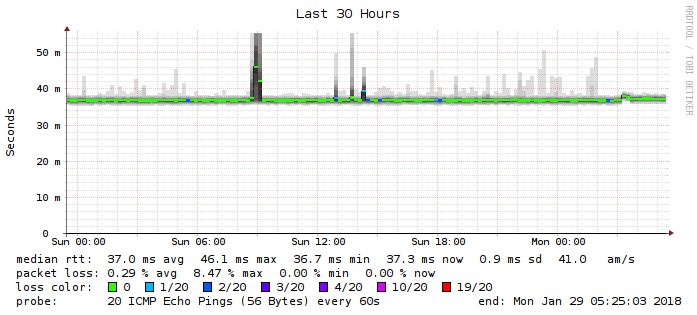 Last 30 Hours
RRDTOOL / TOBI OETIKER
Seconds
50 m
40 m
30 m
20 m
10 m
0
Sun 00:00 Sun 06:00 Sun 12:00 Sun 18:00 Mon 00:00
median rtt: 37.0 ms avg 46.1 ms max 36.7 ms min 37.3 ms now 0.9 ms sd 41.0 am/s
packet loss: 0.29 % avg 8.47 % max 0.00 % min 0.00 % now
loss color: 0 1/20 2/20 3/20 4/20 10/20 19/20
probe: 20 ICMP Echo Pings (56 Bytes) every 60s end: Mon Jan 29 05:25:03 2018